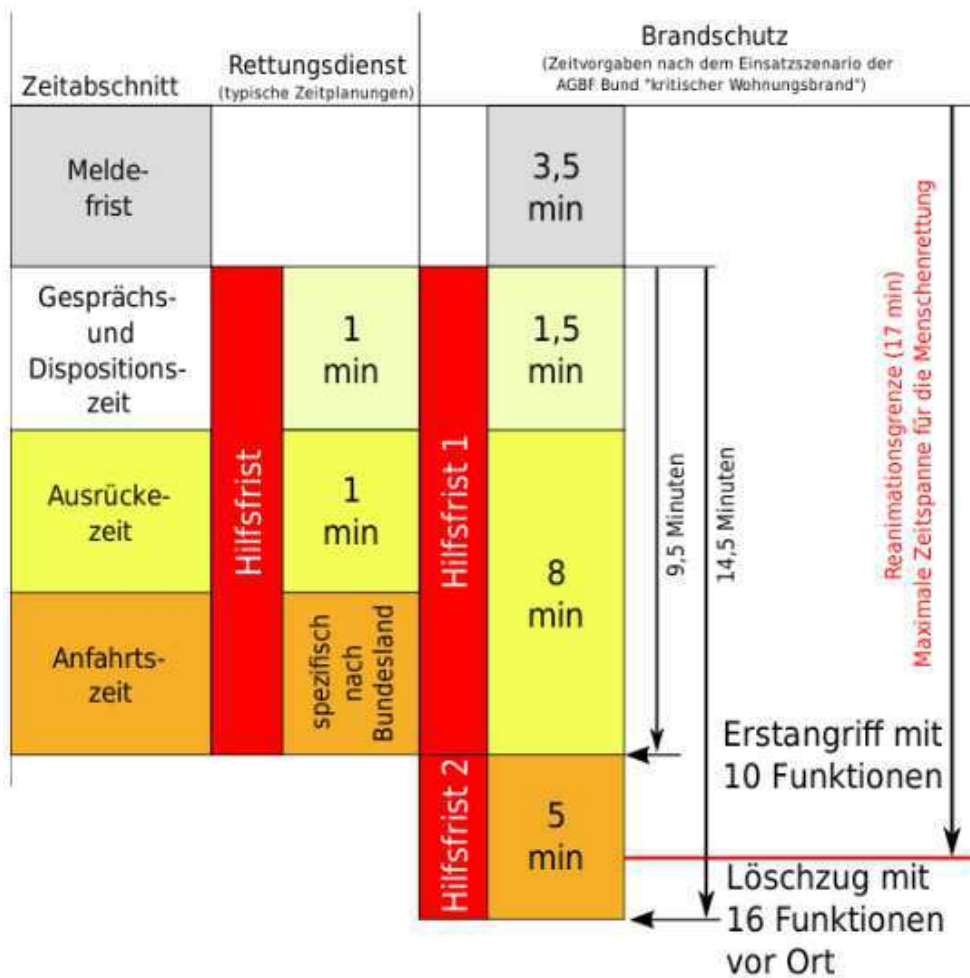 Zeitabschnitt
Rettungsdienst
(typische Zeitplanungen)
Brandschutz
(Zeitvorgaben nach dem Einsatzszenario der
AGBF Bund "kritischer Wohnungsbrand")
Melde-
frist
3,5
min
Gesprächs-
und
Dispositions-
zeit
1
min
1,5
min
Ausrücke-
zeit
1
min
8
min
Anfahrts-
zeit
spezifisch
nach
Bundesland
Hilfsfrist
Hilfsfrist 1
Hilfsfrist 2
5
min
9,5 Minuten
14,5 Minuten
Reanimationsgrenze (17 min)
Maximale Zeitspanne für die Menschenrettung
Erstangriff mit
10 Funktionen
Löschzug mit
16 Funktionen
vor Ort